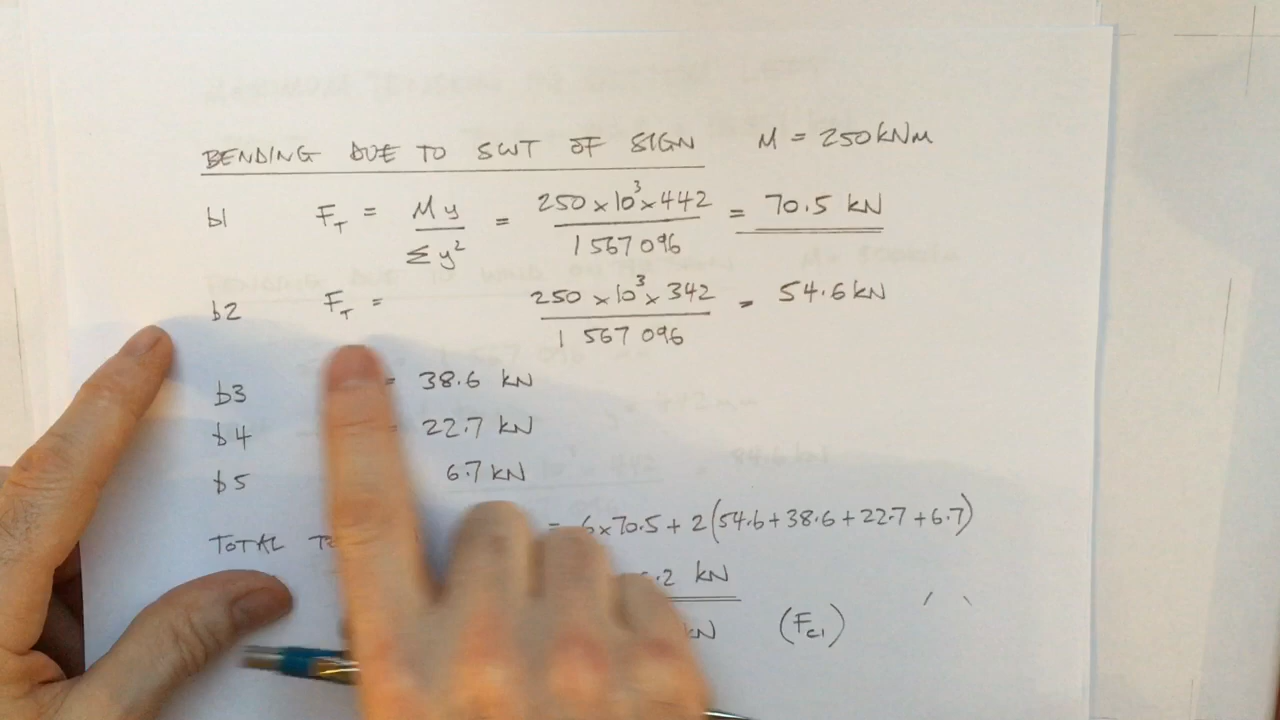 BENDING DUE TO SWT OF SIGN M = 250kNm
b1 F_T = My / Σy² = 250×10³×442 / 1567096 = 70.5 kN
b2 F_T = 250×10³×342 / 1567096 = 54.6kN
b3 = 38.6 kN
b4 = 22.7 kN
b5 6.7 kN
TOTAL = 6×70.5+2(54.6+38.6+22.7+6.7)
.2 kN
kN (F_C1)